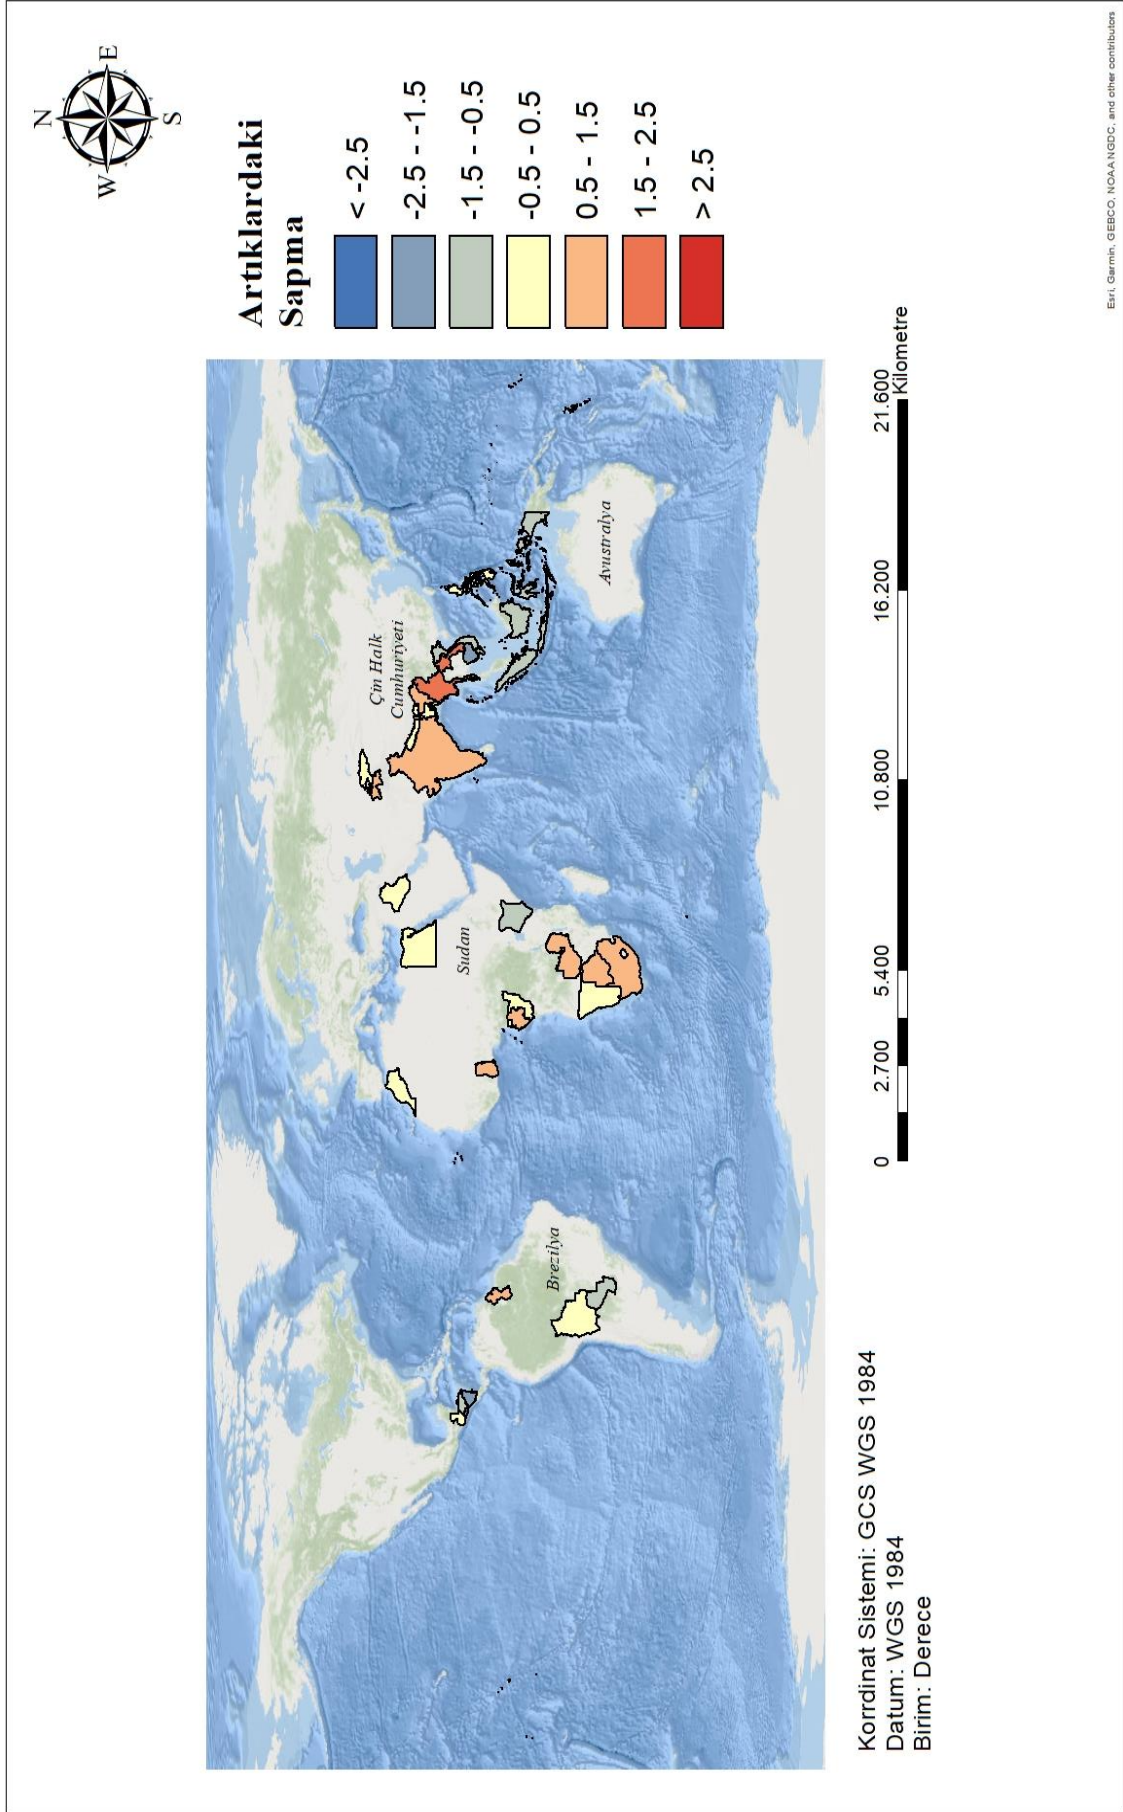 N
W
E
S
Artıklardaki
Sapma
< -2.5
-2.5 - -1.5
-1.5 - -0.5
-0.5 - 0.5
0.5 - 1.5
1.5 - 2.5
> 2.5
Çin Halk
Cumhuriyeti
Sudan
Brezilya
Avustralya
0 2.700 5.400 10.800 16.200 21.600
Kilometre
Korrdinat Sistemi: GCS WGS 1984
Datum: WGS 1984
Birim: Derece
Esri, Garmin, GEBCO, NOAA NGDC, and other contributors